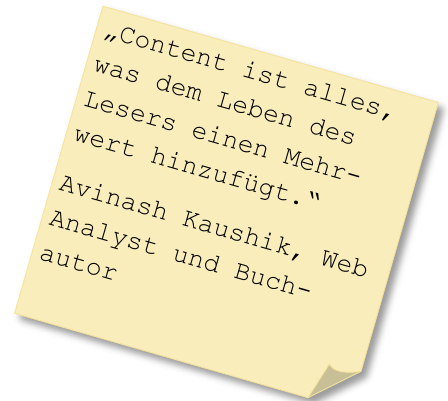 „Content ist alles,
was dem Leben des
Lesers einen Mehr-
wert hinzufügt.“
Avinash Kaushik, Web
Analyst und Buch-
autor